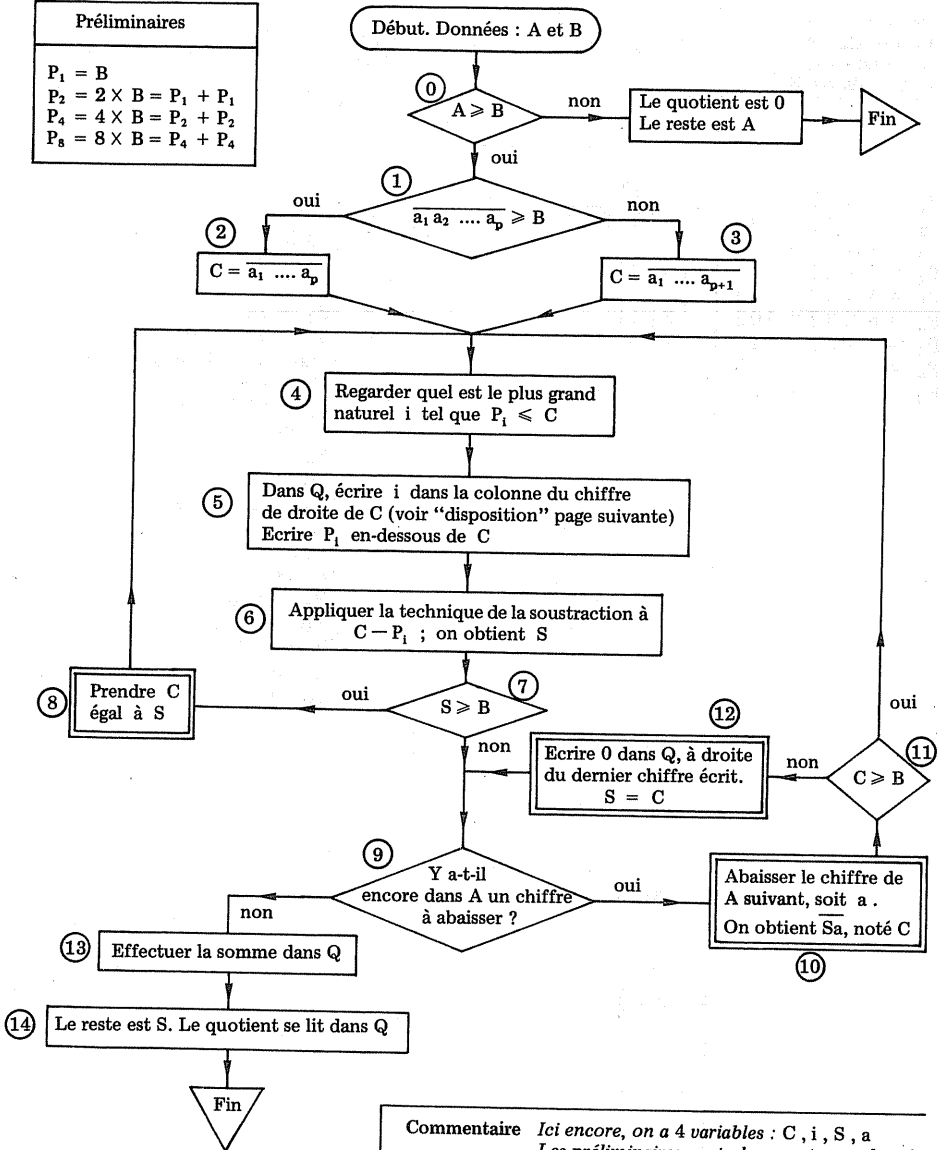 Préliminaires
P₁ = B
P₂ = 2 × B = P₁ + P₁
P₄ = 4 × B = P₂ + P₂
P₈ = 8 × B = P₄ + P₄
Début. Données : A et B
0
A ⩾ B
non
Le quotient est 0
Le reste est A
Fin
oui
1
a₁ a₂ .... aₚ ⩾ B
oui
non
2
C = a₁ .... aₚ
3
C = a₁ .... aₚ₊₁
4
Regarder quel est le plus grand
naturel i tel que Pᵢ ⩽ C
5
Dans Q, écrire i dans la colonne du chiffre
de droite de C (voir “disposition” page suivante)
Ecrire Pᵢ en-dessous de C
6
Appliquer la technique de la soustraction à
C — Pᵢ ; on obtient S
7
S ⩾ B
oui
non
8
Prendre C
égal à S
12
Ecrire 0 dans Q, à droite
du dernier chiffre écrit.
S = C
non
11
C ⩾ B
oui
9
Y a-t-il
encore dans A un chiffre
à abaisser ?
oui
non
Abaisser le chiffre de
A suivant, soit a .
On obtient S̅a̅, noté C
10
13
Effectuer la somme dans Q
14
Le reste est S. Le quotient se lit dans Q
Fin
Commentaire Ici encore, on a 4 variables : C , i , S , a